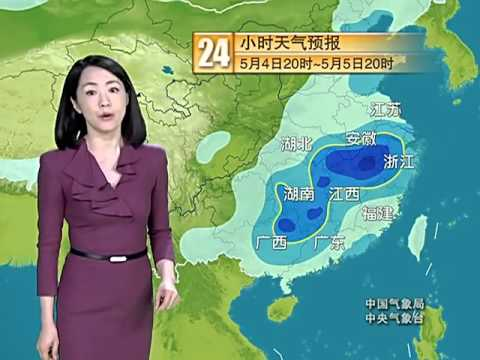 24 小时天气预报
5月4日20时~5月5日20时
江苏
湖北
安徽
浙江
湖南
江西
福建
广西
广东
中国气象局
中央气象台